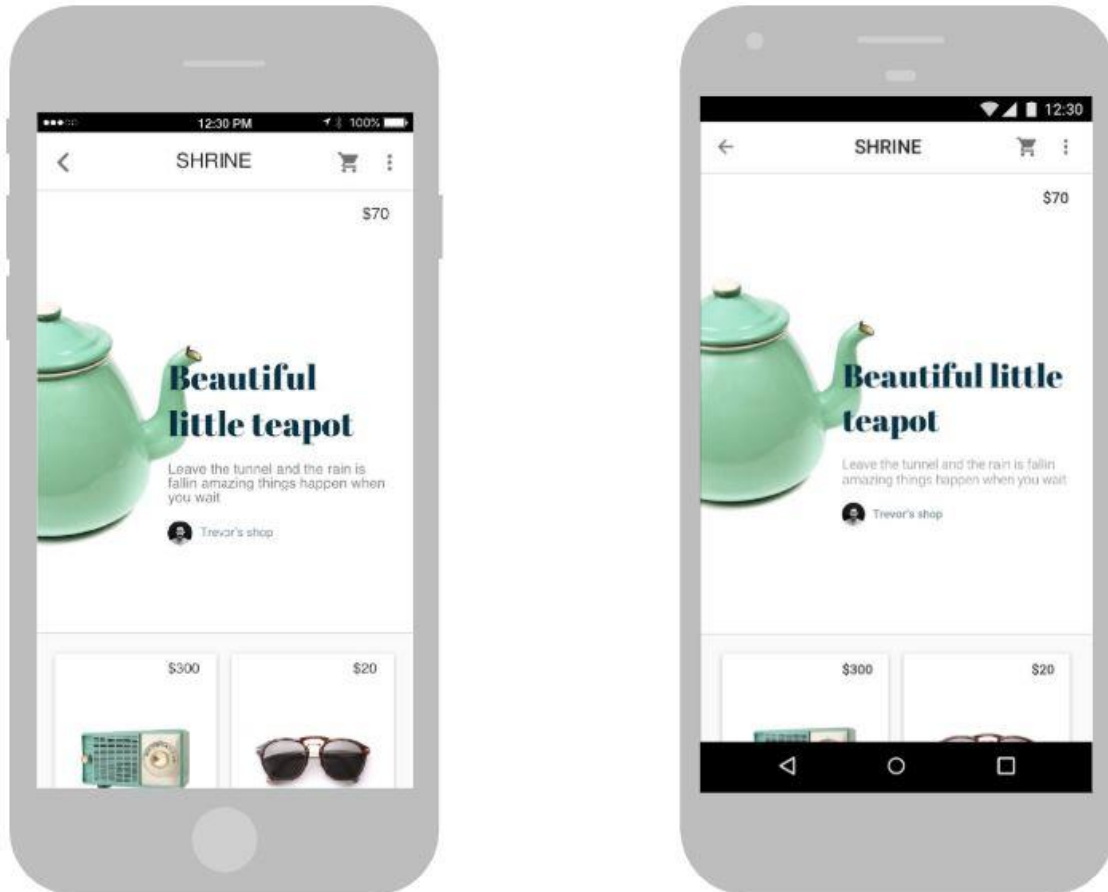 12:30 PM
100%
SHRINE
$70
Beautiful
little teapot
Leave the tunnel and the rain is
fallin amazing things happen when
you wait
Trevor's shop
$300
$20
12:30
SHRINE
$70
Beautiful little
teapot
Leave the tunnel and the rain is fallin
amazing things happen when you wait
Trevor's shop
$300
$20